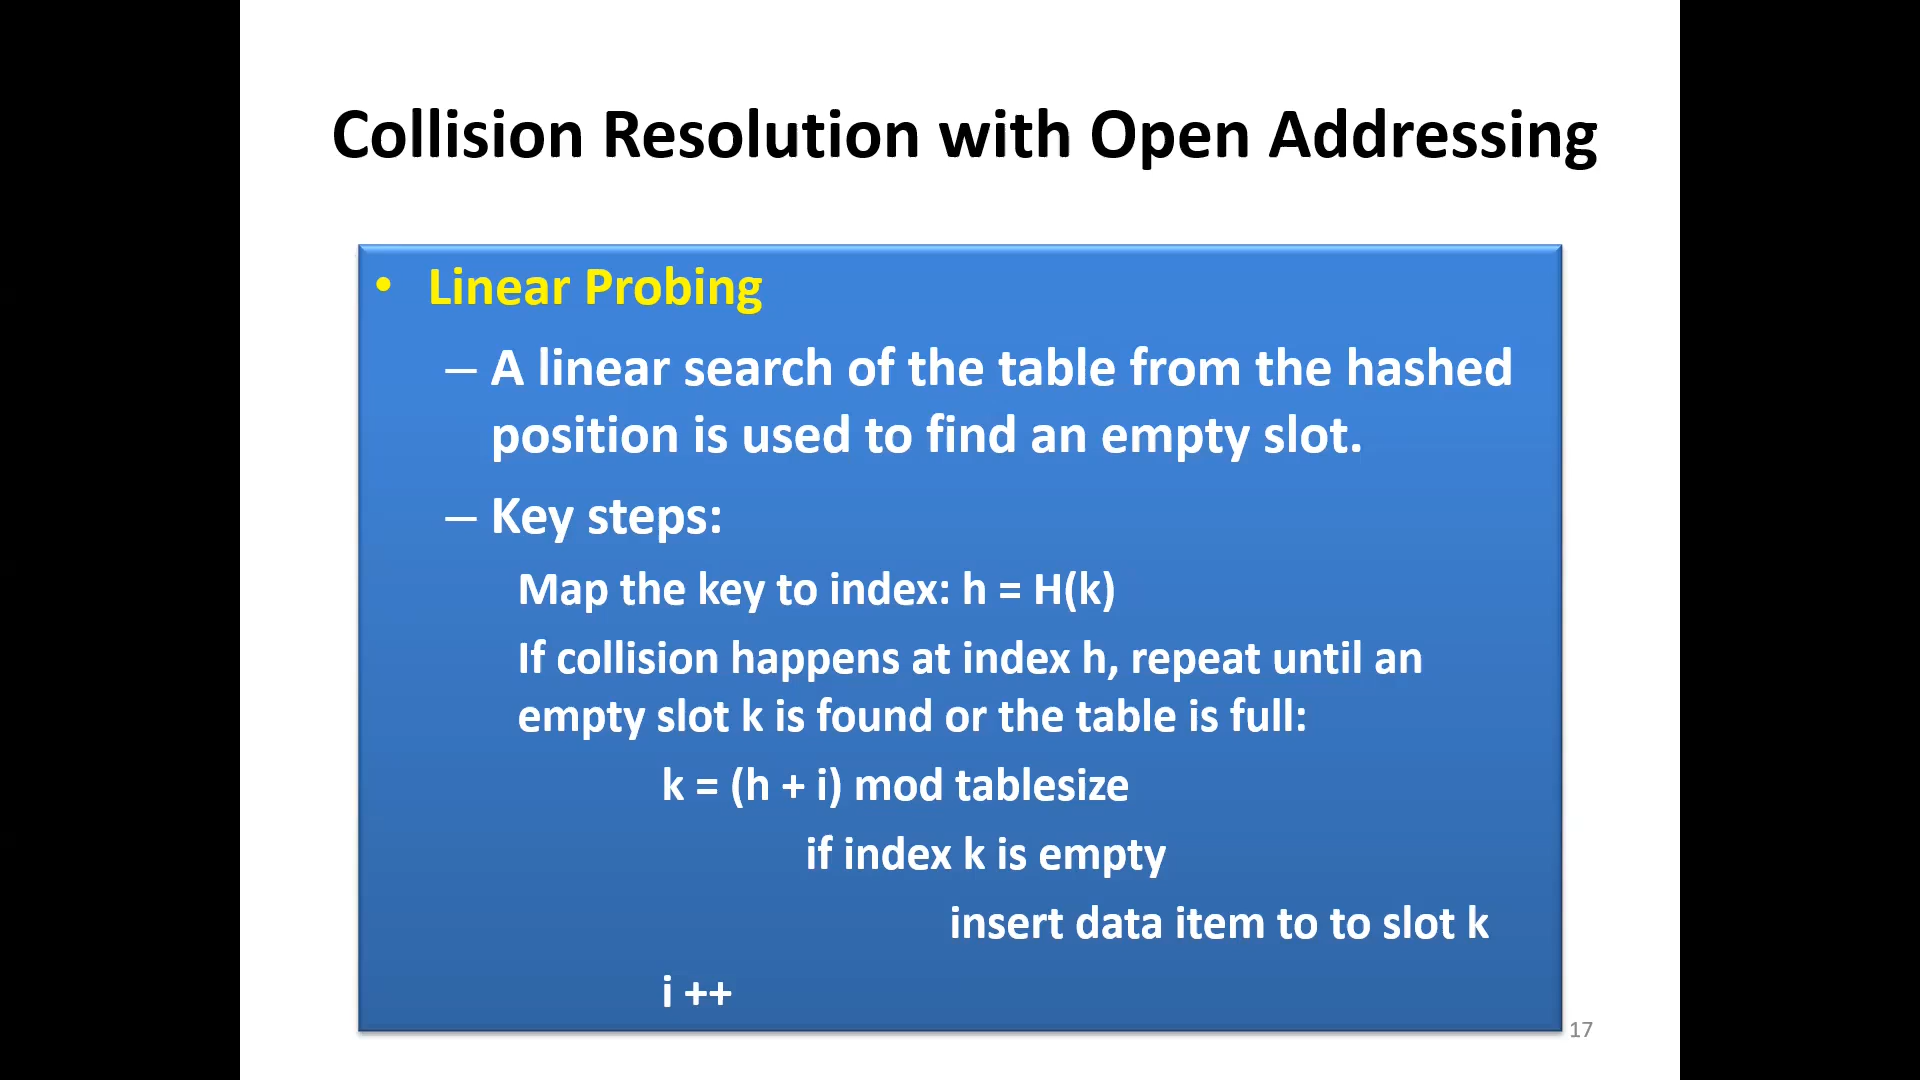 Collision Resolution with Open Addressing
• Linear Probing
– A linear search of the table from the hashed
position is used to find an empty slot.
– Key steps:
Map the key to index: h = H(k)
If collision happens at index h, repeat until an
empty slot k is found or the table is full:
k = (h + i) mod tablesize
if index k is empty
insert data item to to slot k
i ++
17